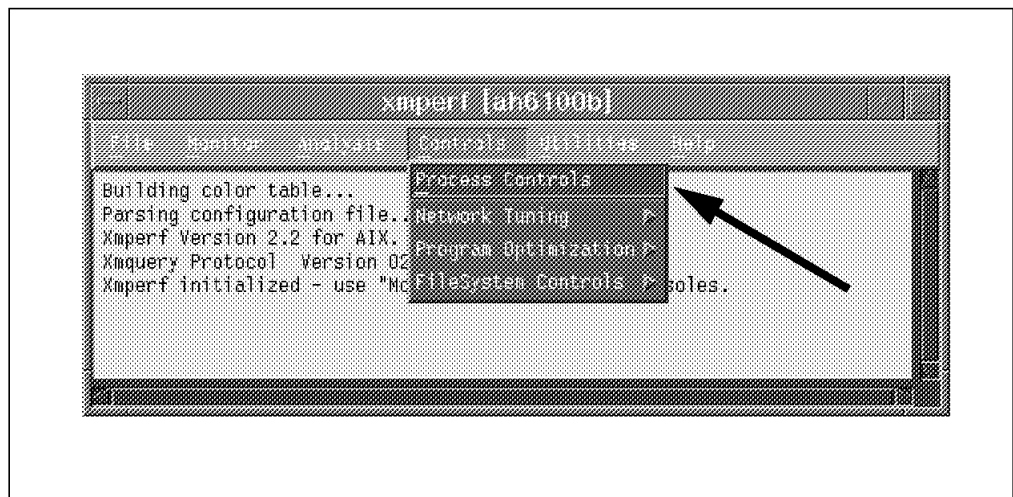 xmperf [ah6100b]
File Monitor Analysis Controls Utilities Help
Process Controls
Network Tuning
Program Optimization
FileSystem Controls
Building color table...
Parsing configuration file..
Xmperf Version 2.2 for AIX.
Xmquery Protocol Version 02
Xmperf initialized - use "Mo soles.